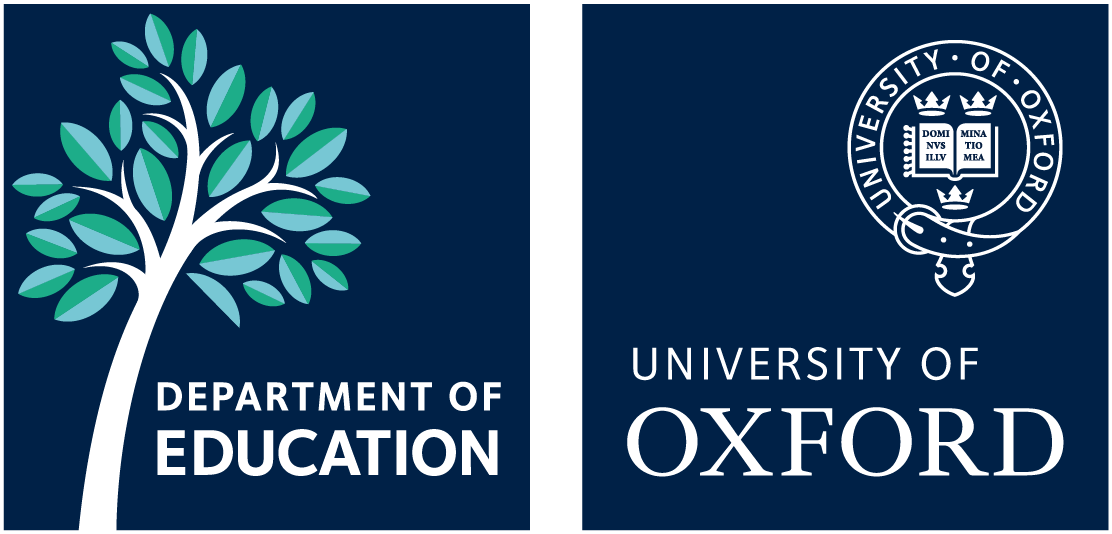 DEPARTMENT OF
EDUCATION
UNIVERSITY · OF · OXFORD
DOMI
NVS
ILLV
MINA
TIO
MEA
UNIVERSITY OF
OXFORD